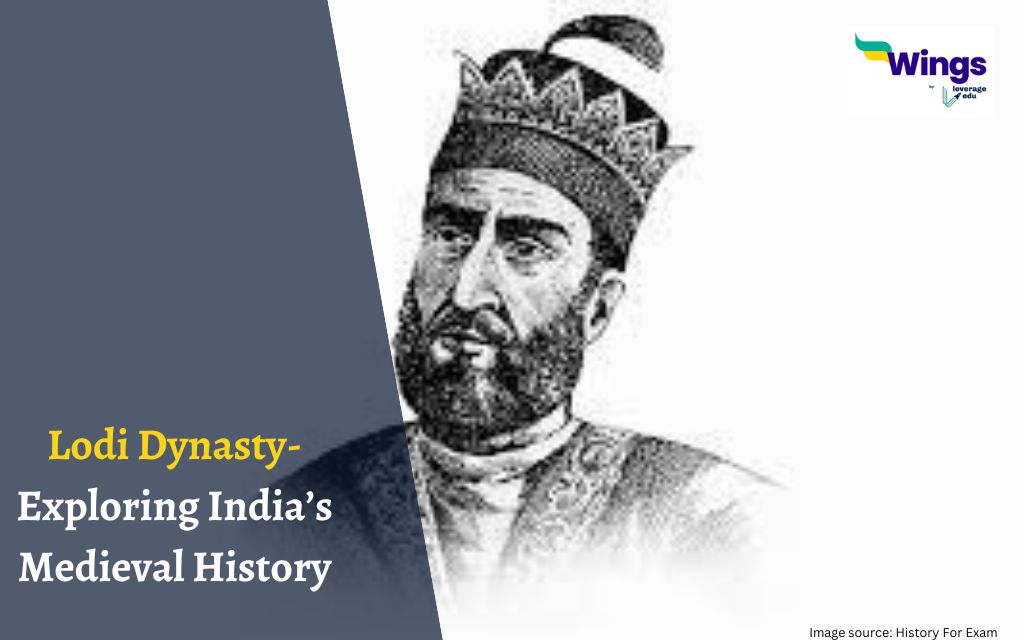 Wings
by leverage
edu
Lodi Dynasty-
Exploring India’s
Medieval History
Image source: History For Exam